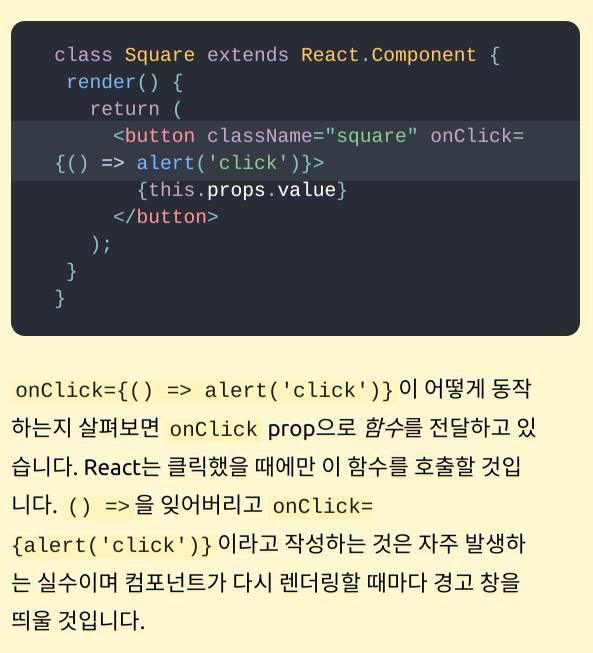 class Square extends React.Component {
render() {
return (
<button className="square" onClick=
{() => alert('click')}>
{this.props.value}
</button>
);
}
}
onClick={() => alert('click')}이 어떻게 동작
하는지 살펴보면 onClick prop으로 함수를 전달하고 있
습니다. React는 클릭했을 때에만 이 함수를 호출할 것입
니다. () =>을 잊어버리고 onClick=
{alert('click')}이라고 작성하는 것은 자주 발생하
는 실수이며 컴포넌트가 다시 렌더링할 때마다 경고 창을
띄울 것입니다.